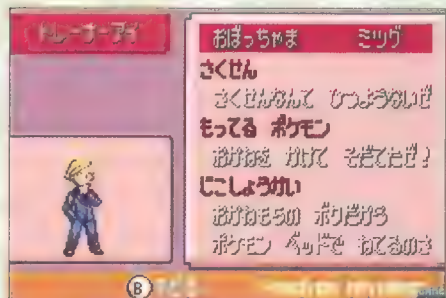 トレーナーアイ
おぼっちゃま ミツグ
さくせん
さくせんなんて ひつようないぜ
もってる ポケモン
おかねを かけて そだてたぜ!
じこしょうかい
おかねもちの ボクだから
ポケモン ベッドで ねてるのさ
B